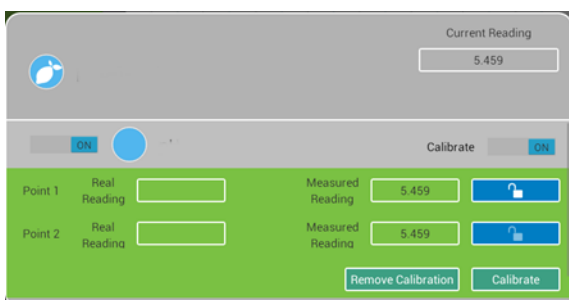 Current Reading
5.459
ON
Calibrate
ON
Point 1
Real
Reading
Measured
Reading
5.459
Point 2
Real
Reading
Measured
Reading
5.459
Remove Calibration
Calibrate